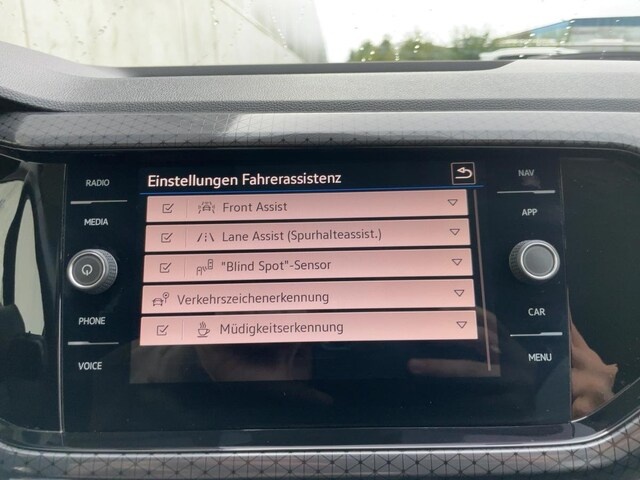 RADIO
MEDIA
PHONE
VOICE
Einstellungen Fahrerassistenz
Front Assist
Lane Assist (Spurhalteassist.)
"Blind Spot"-Sensor
Verkehrszeichenerkennung
Müdigkeitserkennung
NAV
APP
CAR
MENU